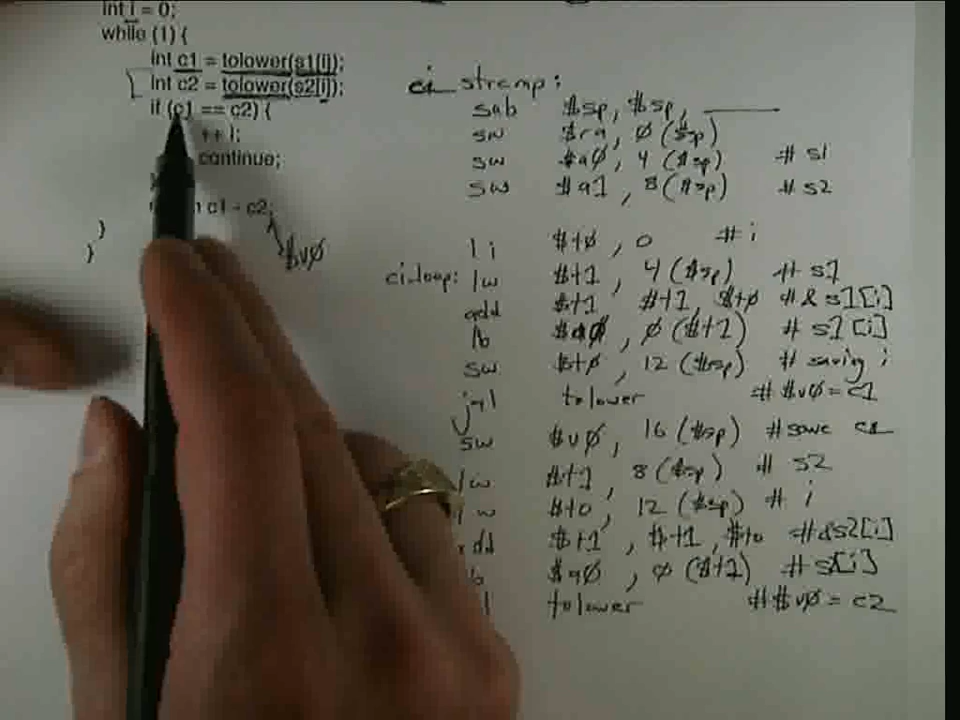 int i = 0;
while (1) {
int c1 = tolower(s1[i]);
int c2 = tolower(s2[i]);
if (c1 == c2) {
++i;
continue;
c1 - c2;
}
}
$v0
ci_strcmp:
sub $sp, $sp, ____
sw $ra, 0($sp)
sw $a0, 4($sp) # s1
sw $a1, 8($sp) # s2
li $t0, 0 # i
ci_loop: lw $t1, 4($sp) # s1
add $t1 $t1, $t0 # & s1[i]
lb $a0, 0($t1) # s1[i]
sw $t0, 12($sp) # saving i
jal tolower # $v0 = c1
sw $v0, 16($sp) # save c1
lw $t1, 8($sp) # s2
w $t0, 12($sp) # i
dd $t1, $t1, $t0 # &s2[i]
b $a0, 0($t1) # s[i]
l tolower # $v0 = c2